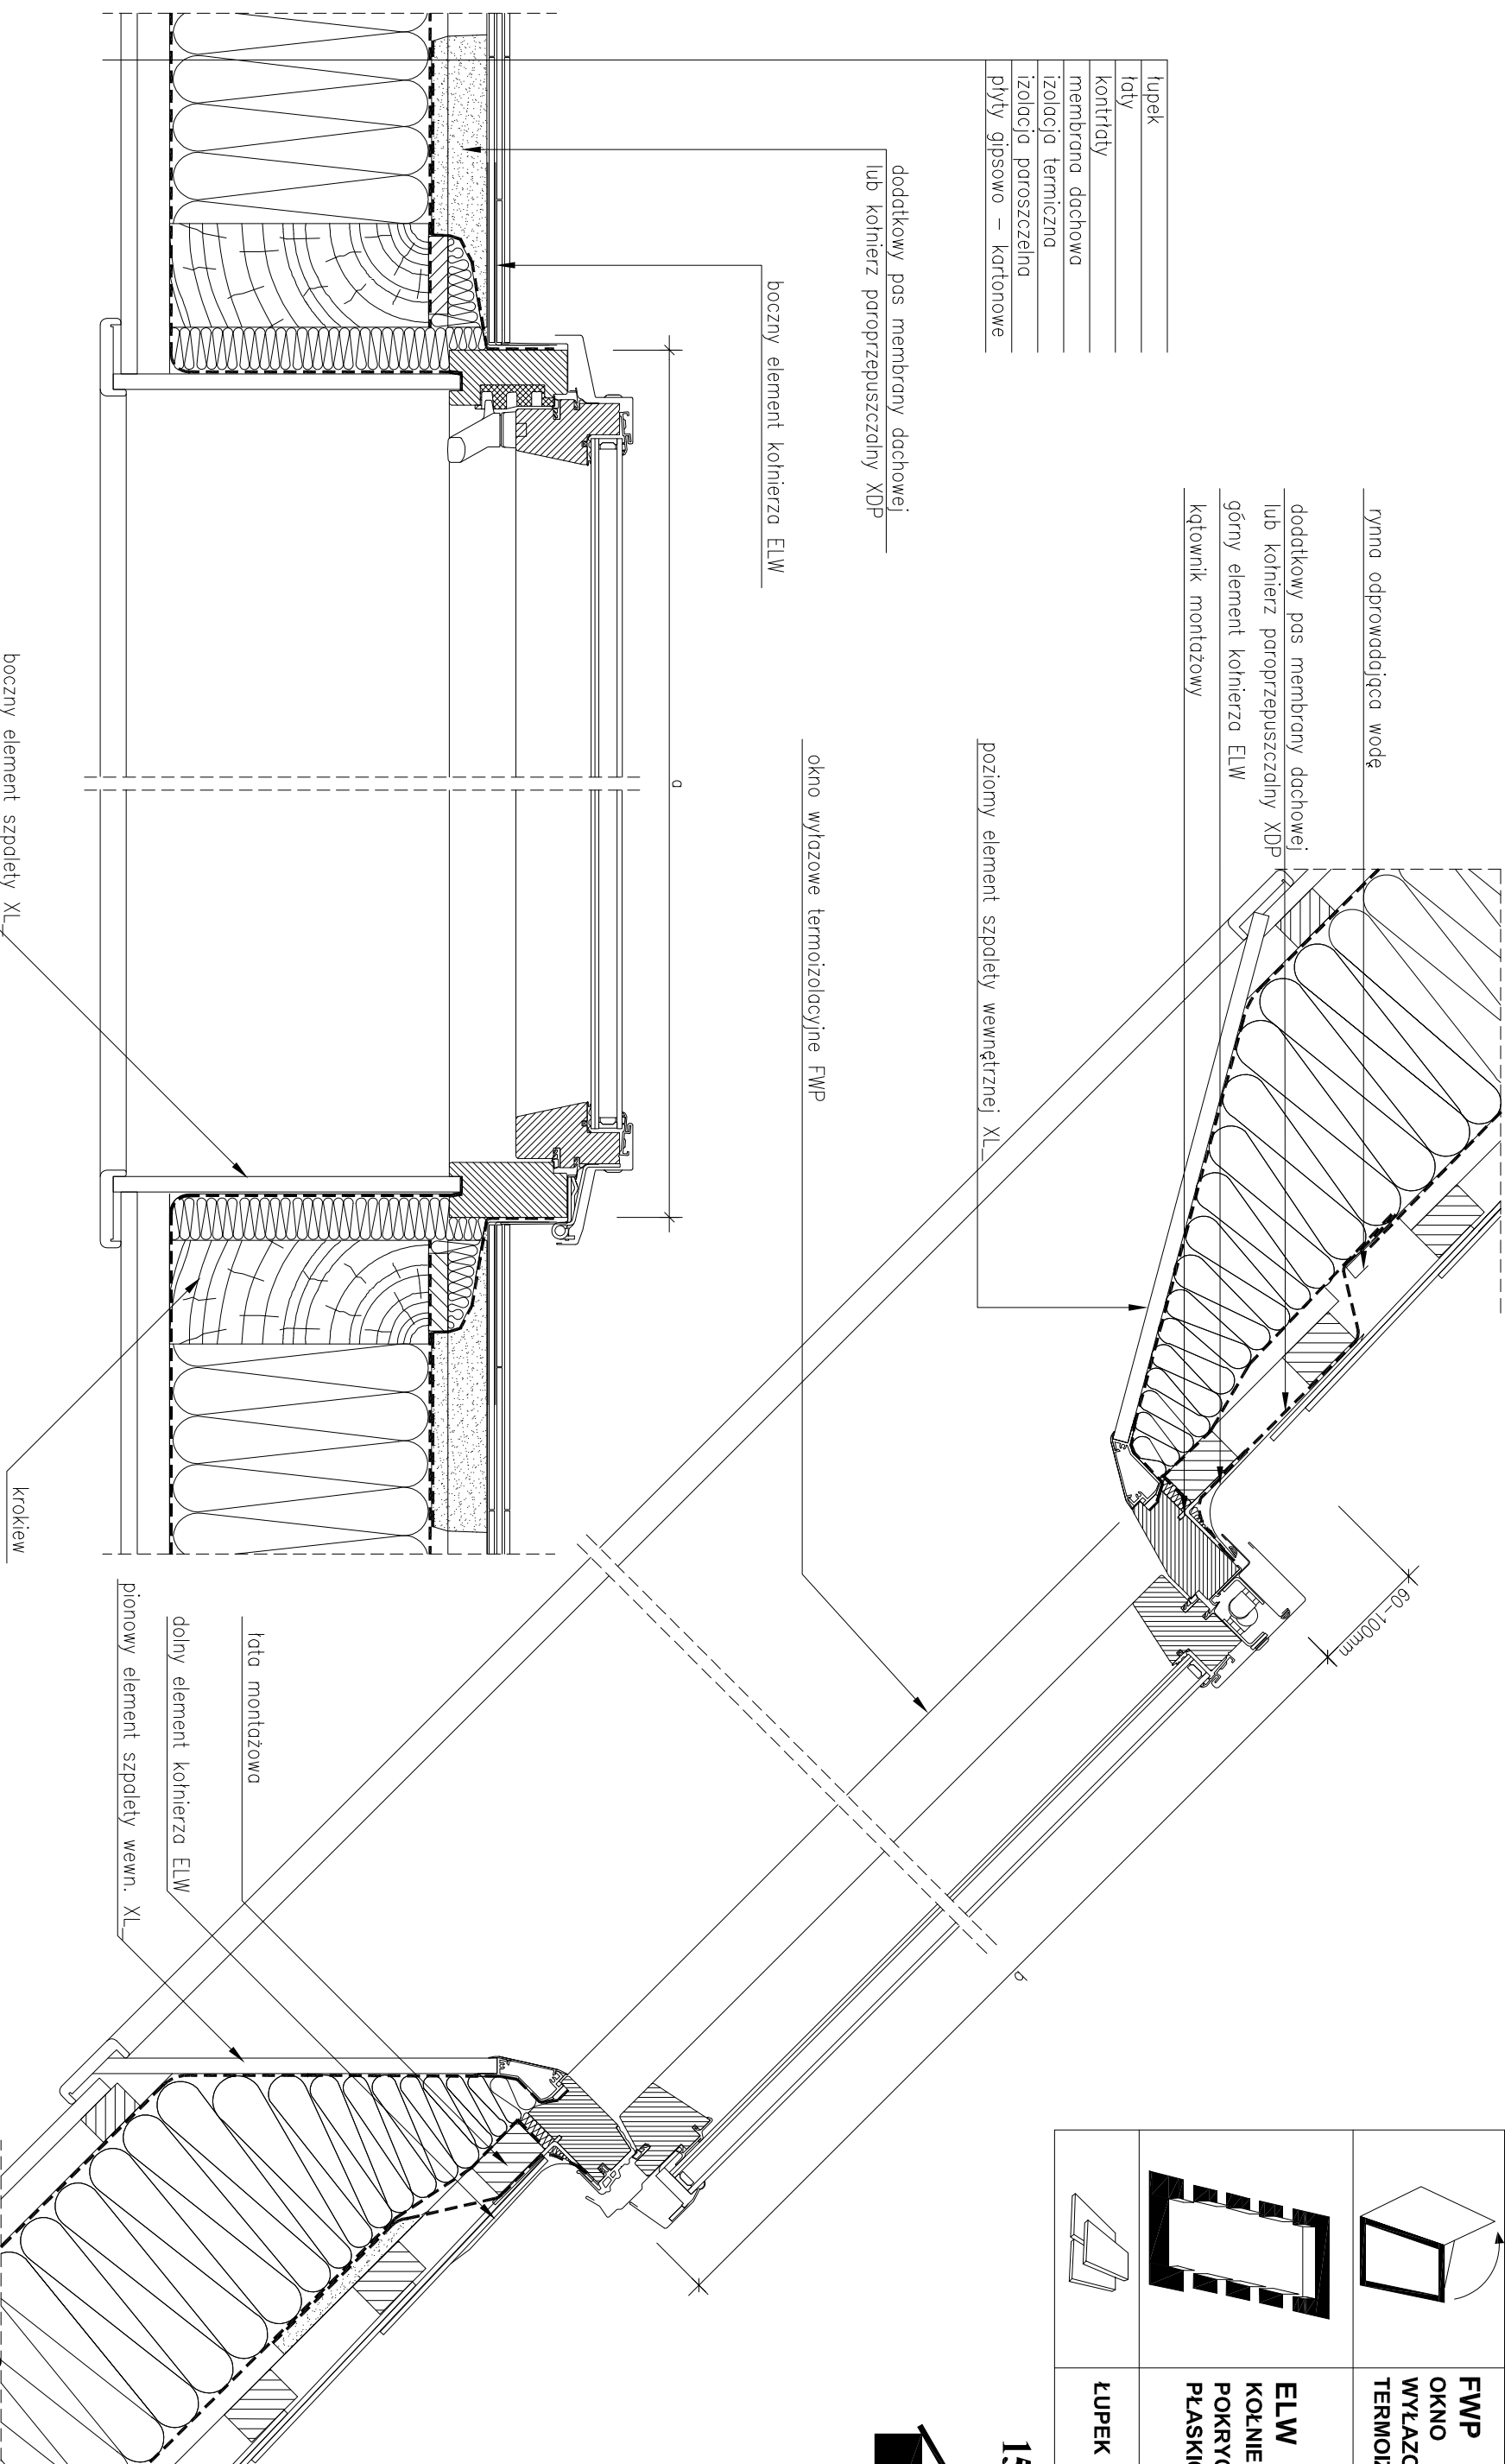 łupek
łaty
kontrłaty
membrana dachowa
izolacja termiczna
izolacja paroszczelna
płyty gipsowo - kartonowe
dodatkowy pas membrany dachowej
lub kołnierz paroprzepuszczalny XDP
boczny element kołnierza ELW
rynna odprowadzająca wodę
dodatkowy pas membrany dachowej
lub kołnierz paroprzepuszczalny XDP
górny element kołnierza ELW
kątownik montażowy
poziomy element szpalety wewnętrznej XL_
okno wyłazowe termoizolacyjne FWP
a
boczny element szpalety XL_
krokiew
60-100mm
b
łata montażowa
dolny element kołnierza ELW
pionowy element szpalety wewn. XL_
FWP
OKNO
ELW
ŁUPEK